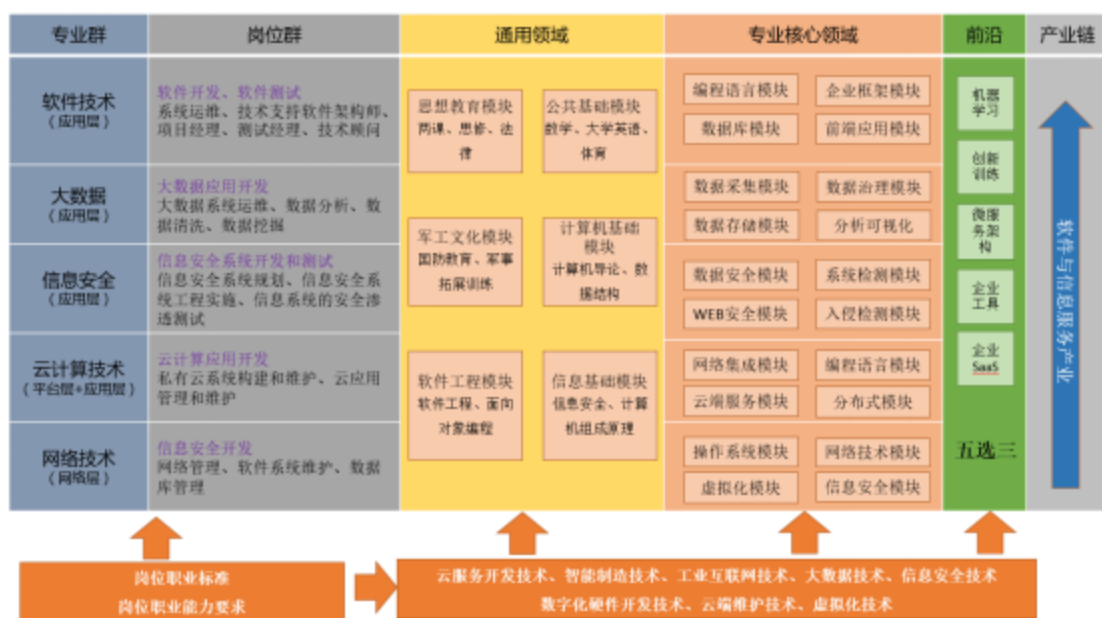 专业群
岗位群
通用领域
专业核心领域
前沿
产业链
软件技术
（应用层）
软件开发、软件测试
系统运维、技术支持软件架构师、
项目经理、测试经理、技术顾问
大数据
（应用层）
大数据应用开发
大数据系统运维、数据分析、数
据清洗、数据挖掘
信息安全
（应用层）
信息安全系统开发和测试
信息安全系统规划、信息安全系
统工程实施、信息系统的安全渗
透测试
云计算技术
（平台层+应用层）
云计算应用开发
私有云系统构建和维护、云应用
管理和维护
网络技术
（网络层）
信息安全开发
网络管理、软件系统维护、数据
库管理
思想教育模块
两课、思修、法
律
公共基础模块
数学、大学英语、
体育
军工文化模块
国防教育、军事
拓展训练
计算机基础
模块
计算机导论、数
据结构
软件工程模块
软件工程、面向
对象编程
信息基础模块
信息安全、计算
机组成原理
编程语言模块
企业框架模块
数据库模块
前端应用模块
数据采集模块
数据治理模块
数据存储模块
分析可视化
数据安全模块
系统检测模块
WEB安全模块
入侵检测模块
网络集成模块
编程语言模块
云端服务模块
分布式模块
操作系统模块
网络技术模块
虚拟化模块
信息安全模块
机器
学习
创新
训练
微服
务架
构
企业
工具
企业
SaaS
五选三
软件与信息服务产业
岗位职业标准
岗位职业能力要求
云服务开发技术、智能制造技术、工业互联网技术、大数据技术、信息安全技术
数字化硬件开发技术、云端维护技术、虚拟化技术